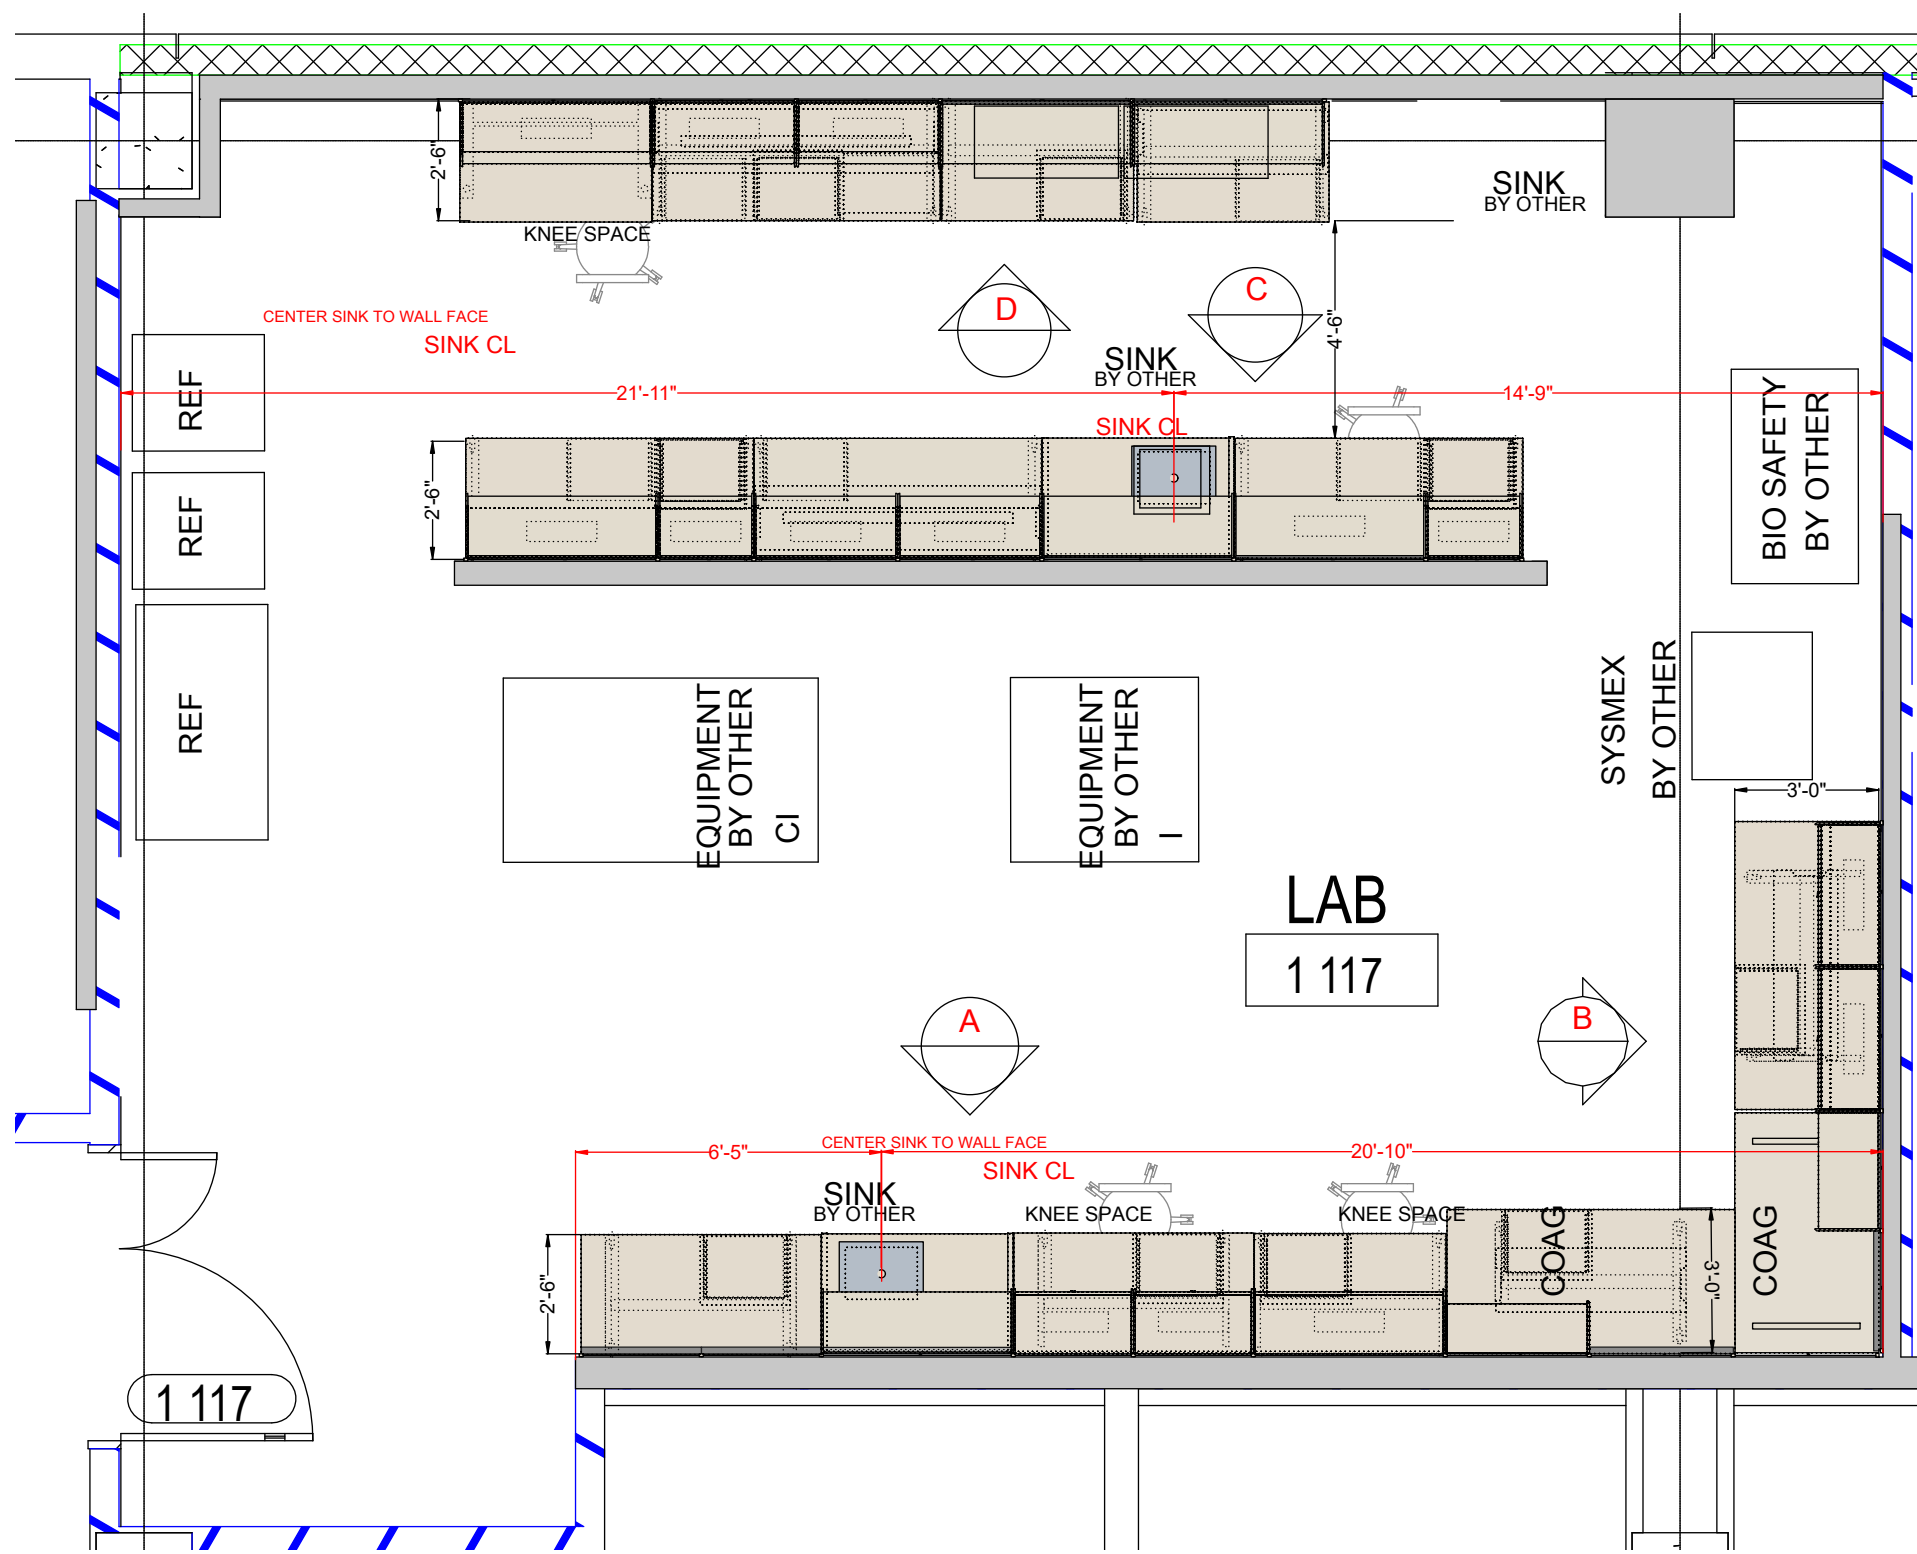 2'-6"
KNEE SPACE
SINK
BY OTHER
CENTER SINK TO WALL FACE
SINK CL
D
C
4'-6"
SINK
BY OTHER
21'-11"
14'-9"
SINK CL
REF
REF
REF
2'-6"
BIO SAFETY
BY OTHER
EQUIPMENT
BY OTHER
CI
EQUIPMENT
BY OTHER
I
SYSMEX
BY OTHER
3'-0"
LAB
1 117
A
B
6'-5"
CENTER SINK TO WALL FACE
SINK CL
20'-10"
SINK
BY OTHER
KNEE SPACE
KNEE SPACE
2'-6"
COAG
3'-0"
COAG
1 117